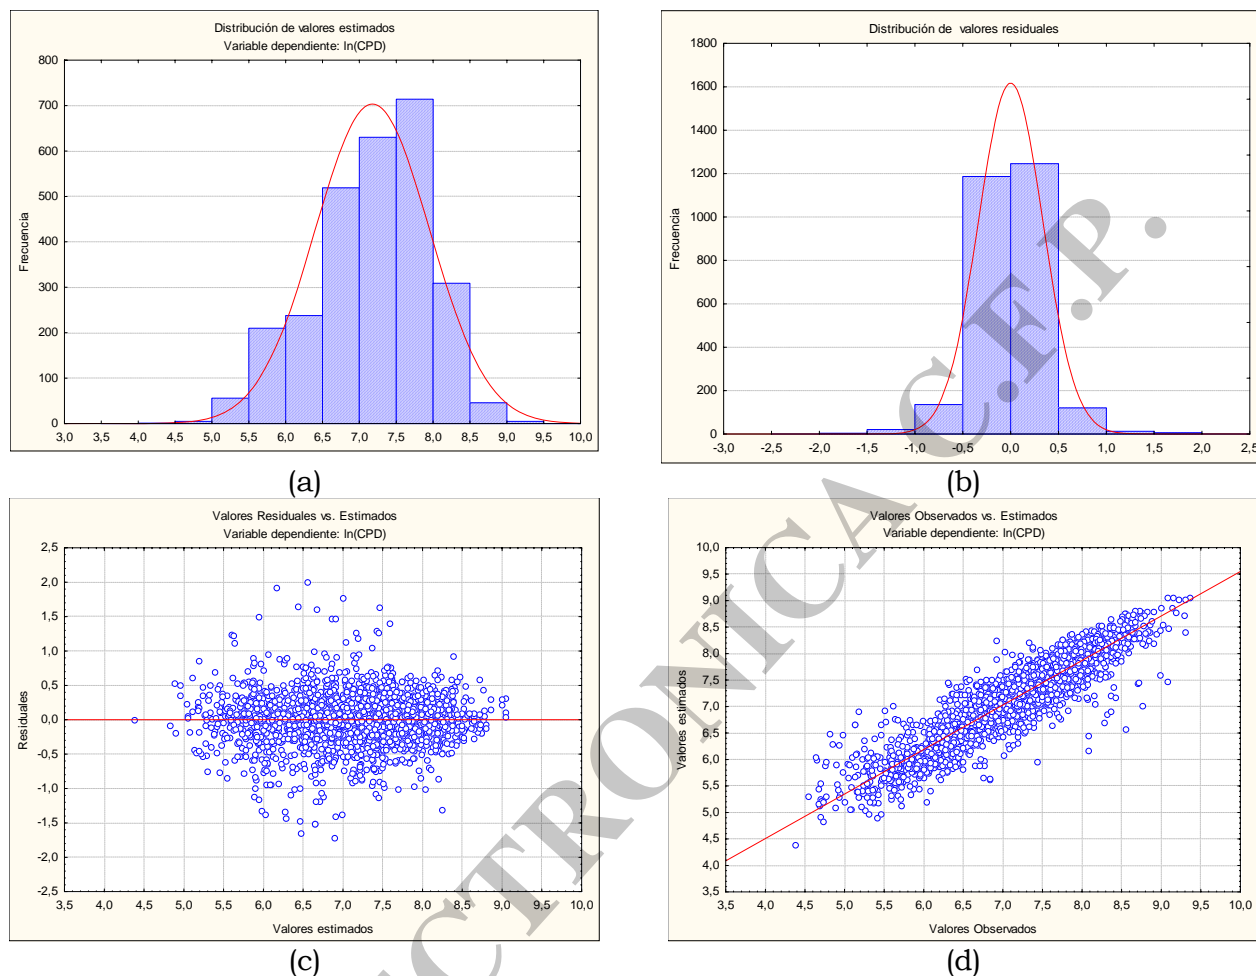 Distribución de valores estimados
Variable dependiente: ln(CPD)
800
700
600
500
400
300
200
100
0
Frecuencia
3,0 3,5 4,0 4,5 5,0 5,5 6,0 6,5 7,0 7,5 8,0 8,5 9,0 9,5 10,0
(a)
Distribución de valores residuales
1800
1600
1400
1200
1000
800
600
400
200
0
Frecuencia
-3,0 -2,5 -2,0 -1,5 -1,0 -0,5 0,0 0,5 1,0 1,5 2,0 2,5
(b)
Valores Residuales vs. Estimados
Variable dependiente: ln(CPD)
2,5
2,0
1,5
1,0
0,5
0,0
-0,5
-1,0
-1,5
-2,0
-2,5
Residuales
3,5 4,0 4,5 5,0 5,5 6,0 6,5 7,0 7,5 8,0 8,5 9,0 9,5 10,0
Valores estimados
(c)
Valores Observados vs. Estimados
Variable dependiente: ln(CPD)
10,0
9,5
9,0
8,5
8,0
7,5
7,0
6,5
6,0
5,5
5,0
4,5
4,0
3,5
Valores estimados
3,5 4,0 4,5 5,0 5,5 6,0 6,5 7,0 7,5 8,0 8,5 9,0 9,5 10,0
Valores Observados
(d)
ECTRONICA C.F.P.